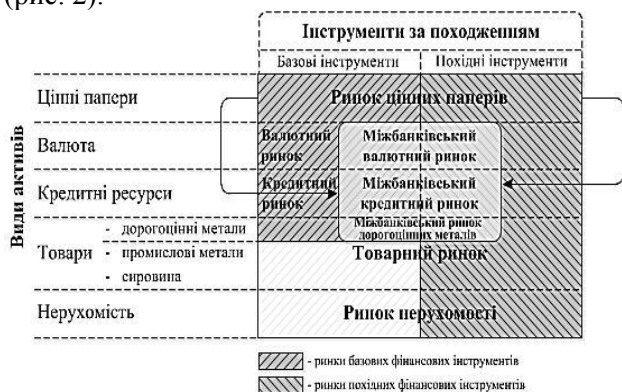 (рис. 2).
Інструменти за походженням
Базові інструменти
Похідні інструменти
Види активів
Цінні папери
Ринок цінних паперів
Валюта
Валютний
ринок
Міжбанківський
валютний ринок
Кредитні ресурси
Кредитний
ринок
Міжбанківський
кредитний ринок
Товари
- дорогоцінні метали
- промислові метали
- сировина
Міжбанківський ринок
дорогоцінних металів
Товарний ринок
Нерухомість
Ринок нерухомості
- ринки базових фінансових інструментів
- ринки похідних фінансових інструментів